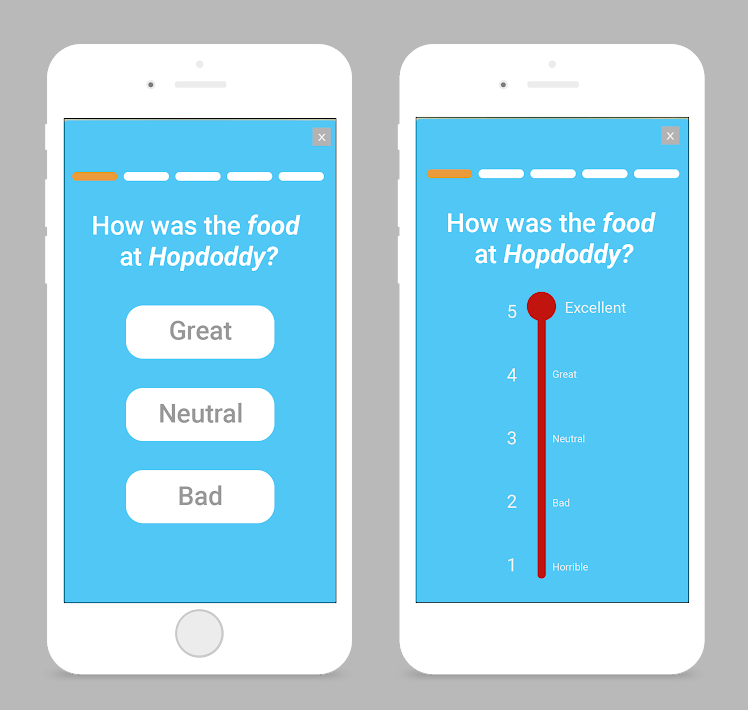 X
How was the food
at Hopdoddy?
Great
Neutral
Bad
X
How was the food
at Hopdoddy?
5 Excellent
4 Great
3 Neutral
2 Bad
1 Horrible